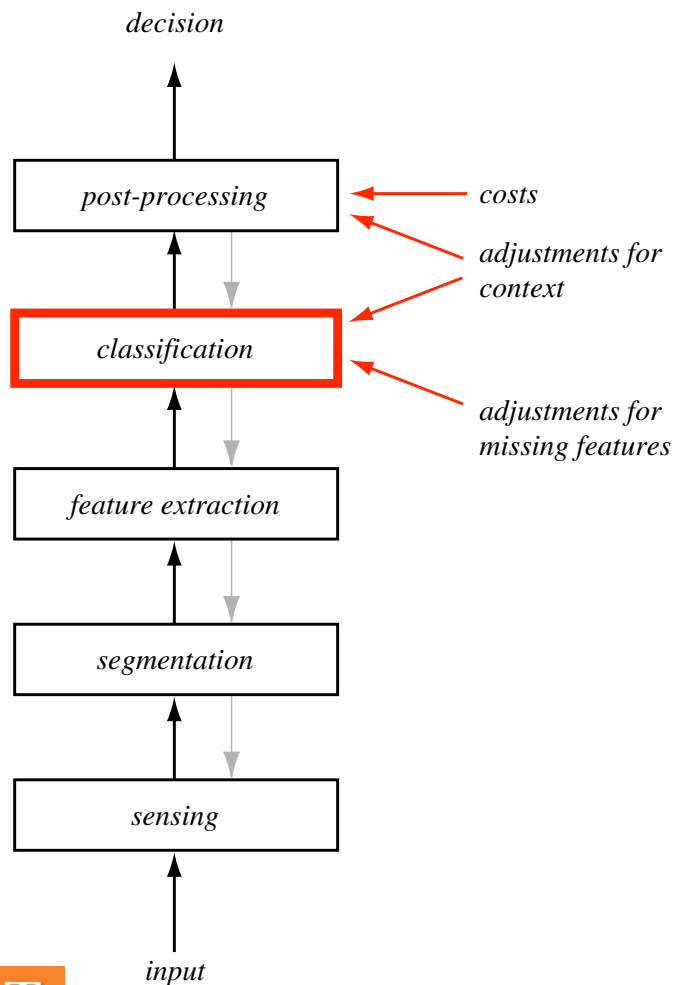 decision
post-processing
costs
adjustments for
context
classification
adjustments for
missing features
feature extraction
segmentation
sensing
input